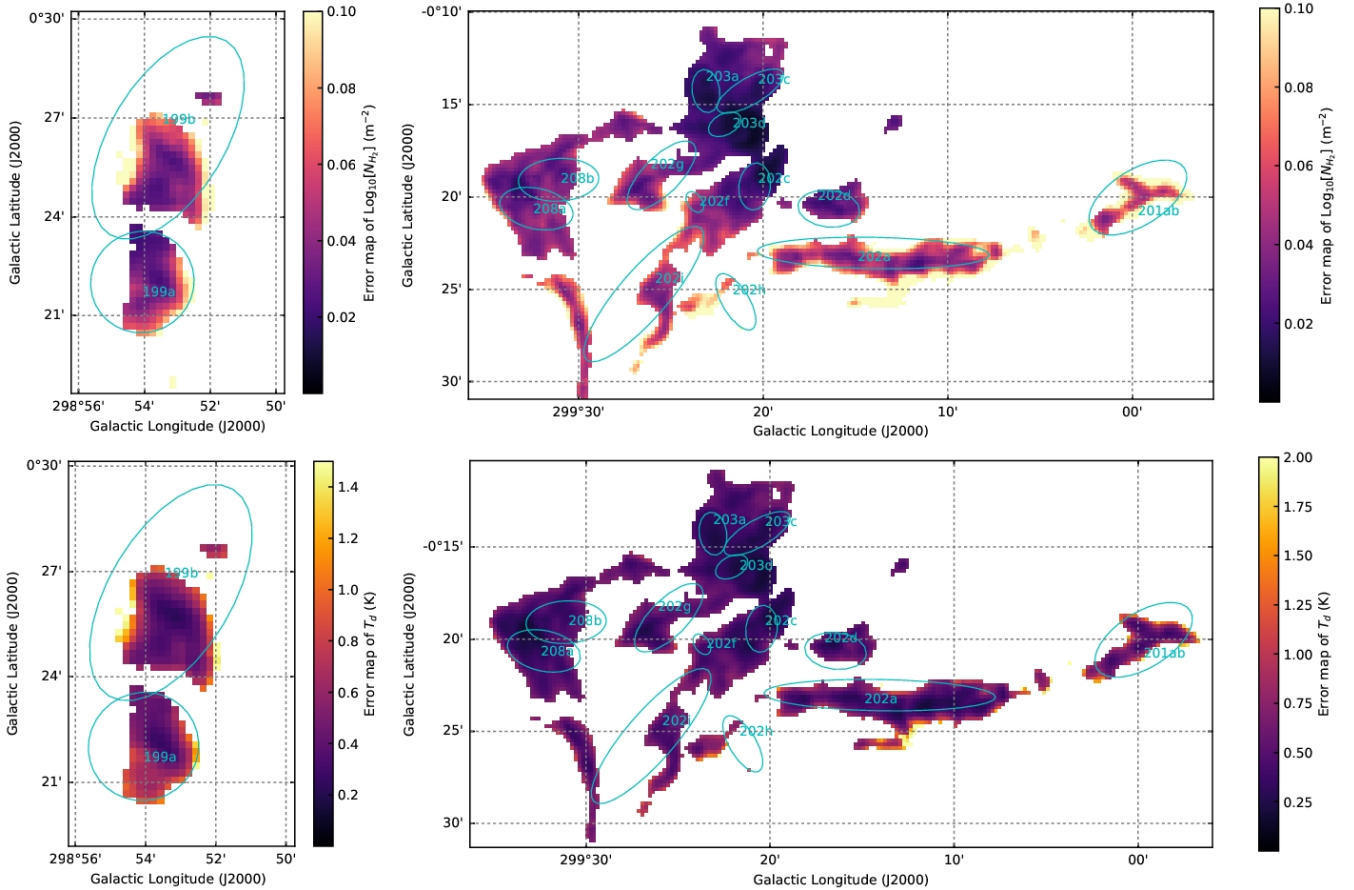 0°30'
27'
24'
21'
Galactic Latitude (J2000)
298°56' 54' 52' 50'
Galactic Longitude (J2000)
199b
199a
0.10
0.08
0.06
0.04
0.02
Error map of Log₁₀[N_H₂] (m⁻²)
-0°10'
15'
20'
25'
30'
Galactic Latitude (J2000)
299°30' 20' 10' 00'
Galactic Longitude (J2000)
203a
203c
203d
202g
208b
202c
202d
202f
208a
201ab
202a
202i
202h
0.10
0.08
0.06
0.04
0.02
Error map of Log₁₀[N_H₂] (m⁻²)
0°30'
27'
24'
21'
Galactic Latitude (J2000)
298°56' 54' 52' 50'
Galactic Longitude (J2000)
199b
199a
1.4
1.2
1.0
0.8
0.6
0.4
0.2
Error map of T_d (K)
-0°15'
20'
25'
30'
Galactic Latitude (J2000)
299°30' 20' 10' 00'
Galactic Longitude (J2000)
203a
203c
203d
202g
208b
202c
202d
202f
208a
201ab
202a
202i
202h
2.00
1.75
1.50
1.25
1.00
0.75
0.50
0.25
Error map of T_d (K)